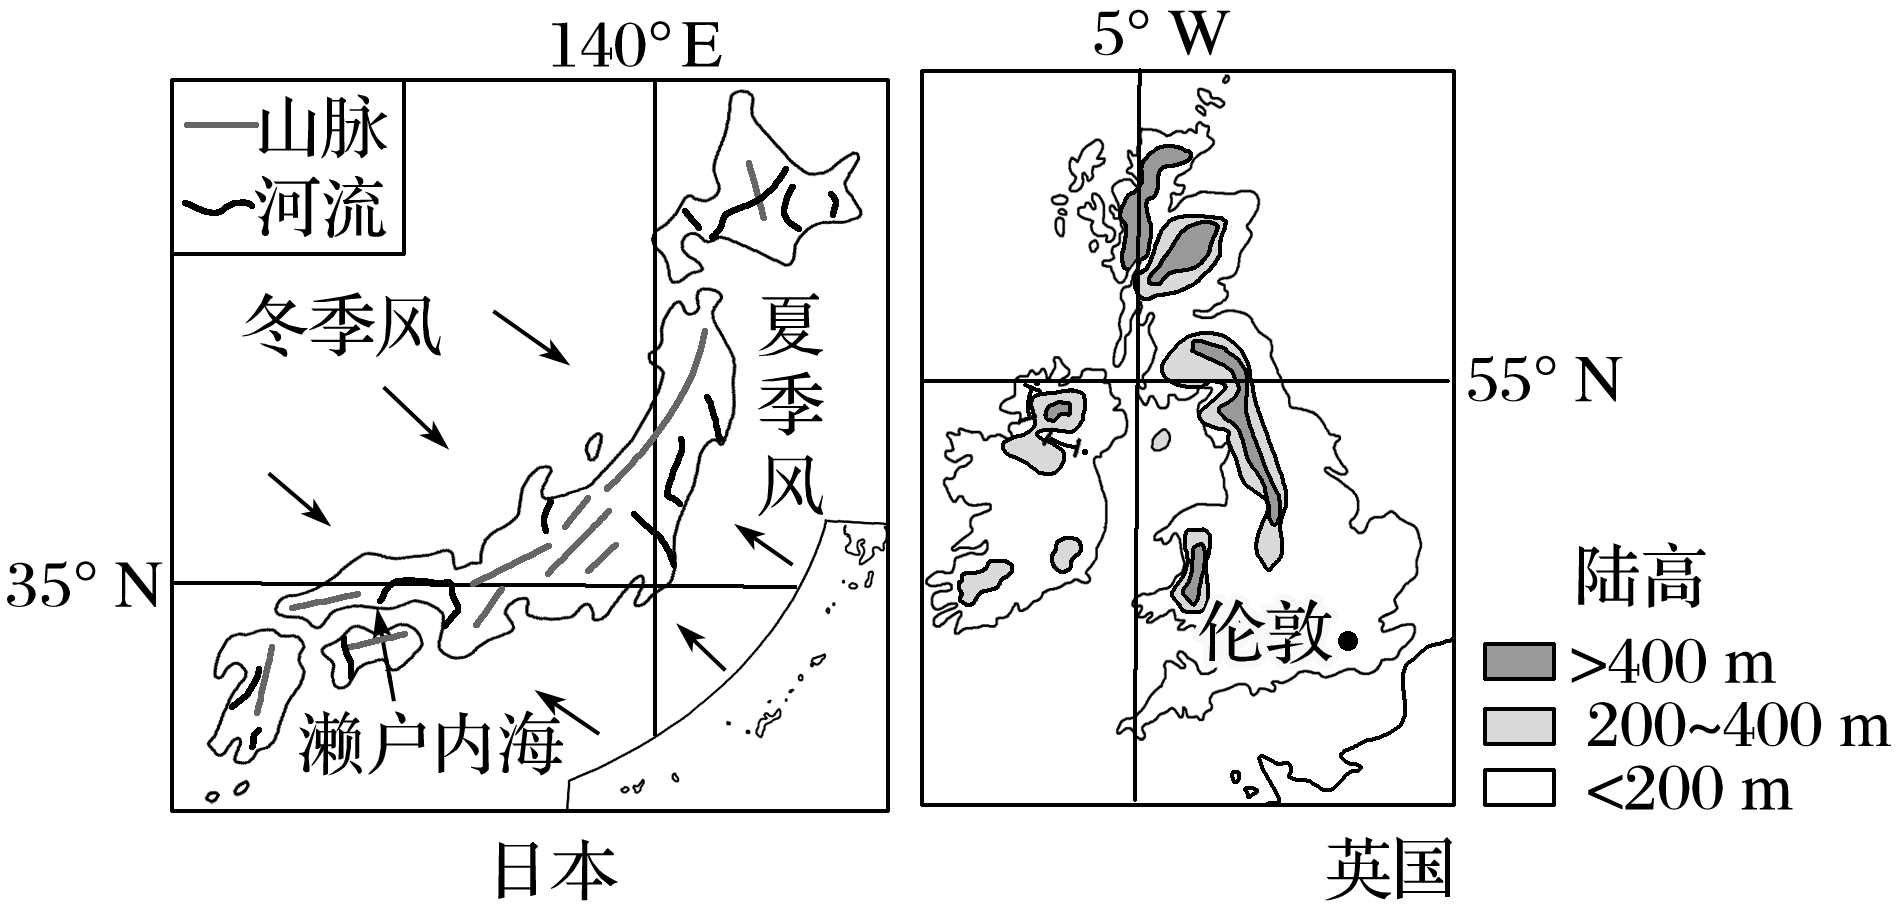 140° E
山脉
河流
冬季风
夏季风
35° N
濑户内海
日本
5° W
55° N
伦敦
陆高
>400 m
200~400 m
<200 m
英国